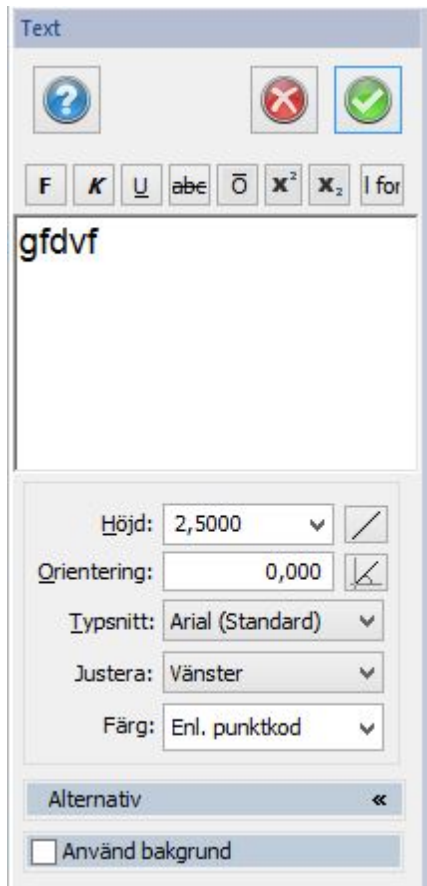 Text
F K U abc Ō x² x₂ l for
gfdvf
Höjd: 2,5000
Orientering: 0,000
Typsnitt: Arial (Standard)
Justera: Vänster
Färg: Enl. punktkod
Alternativ «
Använd bakgrund